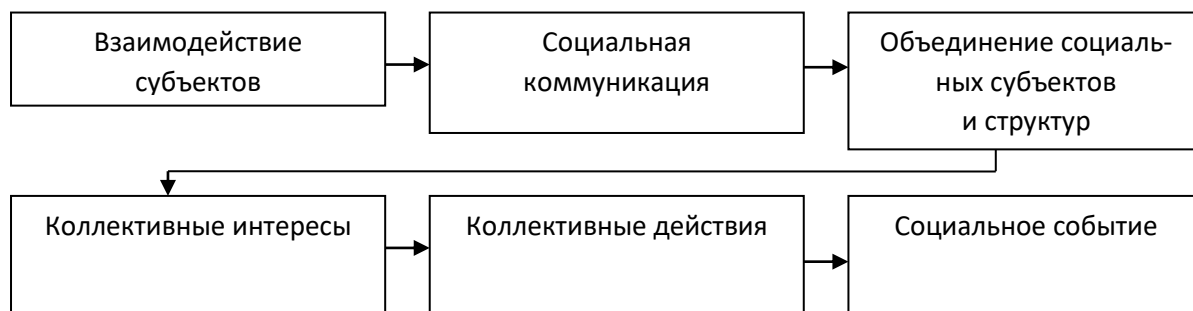 Взаимодействие
субъектов
Социальная
коммуникация
Объединение социаль-
ных субъектов
и структур
Коллективные интересы
Коллективные действия
Социальное событие